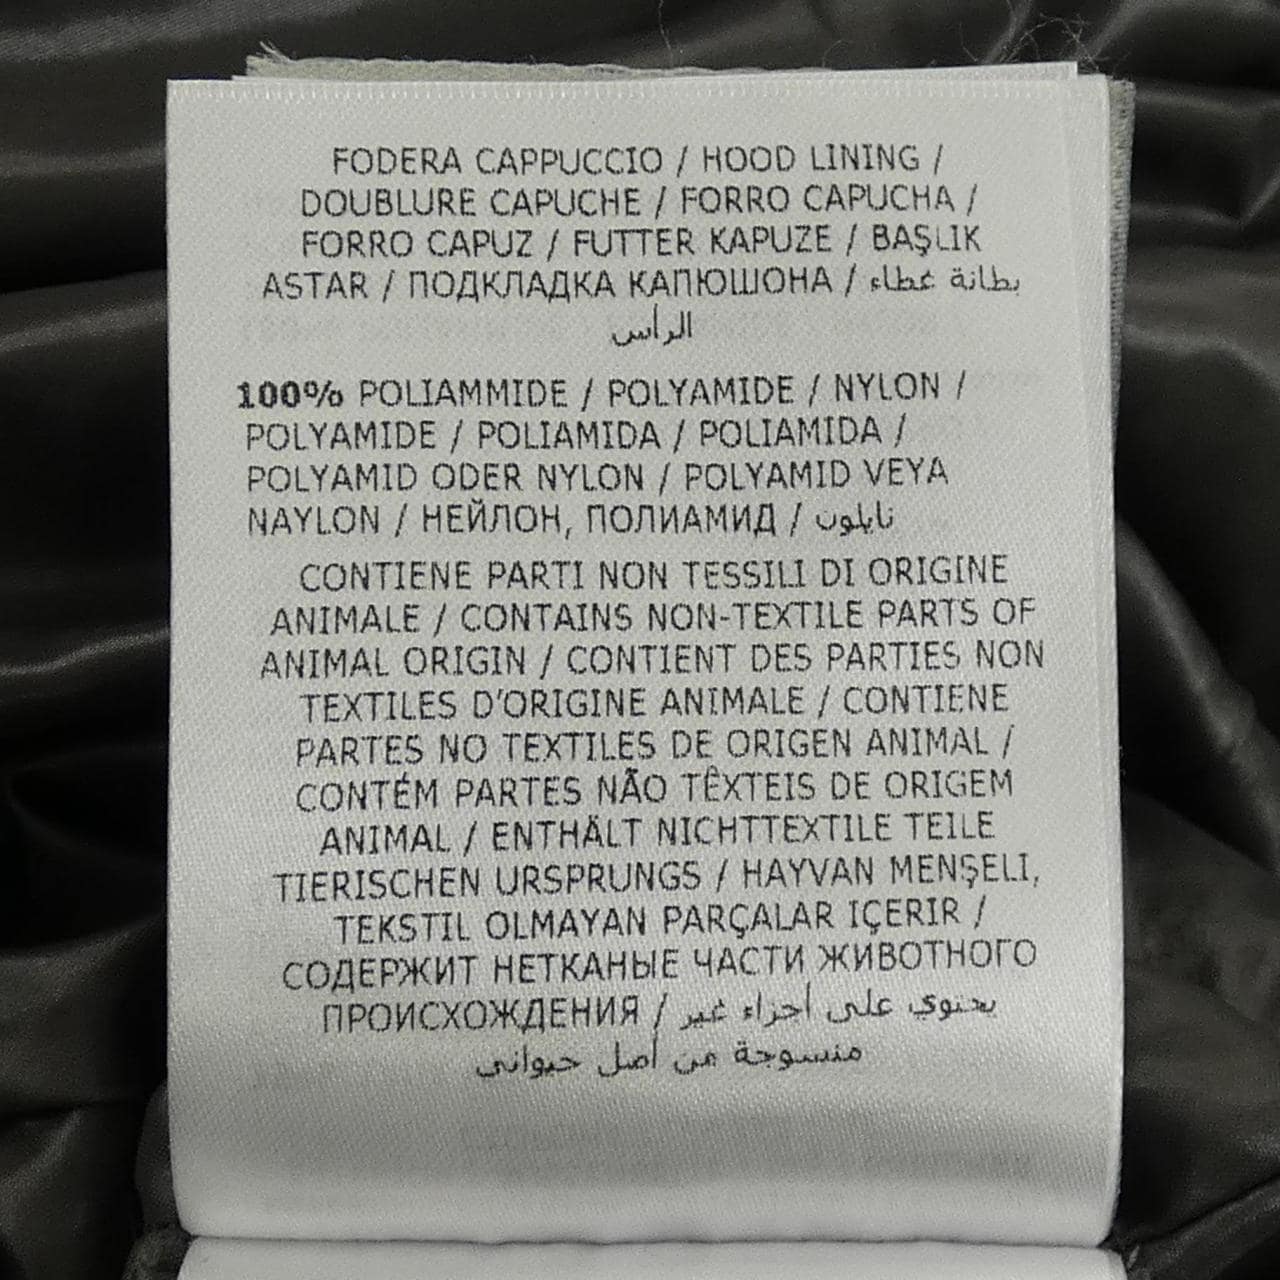 FODERA CAPPUCCIO / HOOD LINING /
DOUBLURE CAPUCHE / FORRO CAPUCHA /
FORRO CAPUZ / FUTTER KAPUZE / BAŞLIK
ASTAR / ПОДКЛАДКА КАПЮШОНА / بطانة غطاء
الرأس
100% POLIAMMIDE / POLYAMIDE / NYLON /
POLYAMIDE / POLIAMIDA / POLIAMIDA /
POLYAMID ODER NYLON / POLYAMID VEYA
NAYLON / НЕЙЛОН, ПОЛИАМИД / نايلون
CONTIENE PARTI NON TESSILI DI ORIGINE
ANIMALE / CONTAINS NON-TEXTILE PARTS OF
ANIMAL ORIGIN / CONTIENT DES PARTIES NON
TEXTILES D'ORIGINE ANIMALE / CONTIENE
PARTES NO TEXTILES DE ORIGEN ANIMAL /
CONTÉM PARTES NÃO TÊXTEIS DE ORIGEM
ANIMAL / ENTHÄLT NICHTTEXTILE TEILE
TIERISCHEN URSPRUNGS / HAYVAN MENŞELI,
TEKSTIL OLMAYAN PARÇALAR IÇERIR /
СОДЕРЖИТ НЕТКАНЫЕ ЧАСТИ ЖИВОТНОГО
ПРОИСХОЖДЕНИЯ / يحتوي على أجزاء غير
منسوجة من أصل حيواني